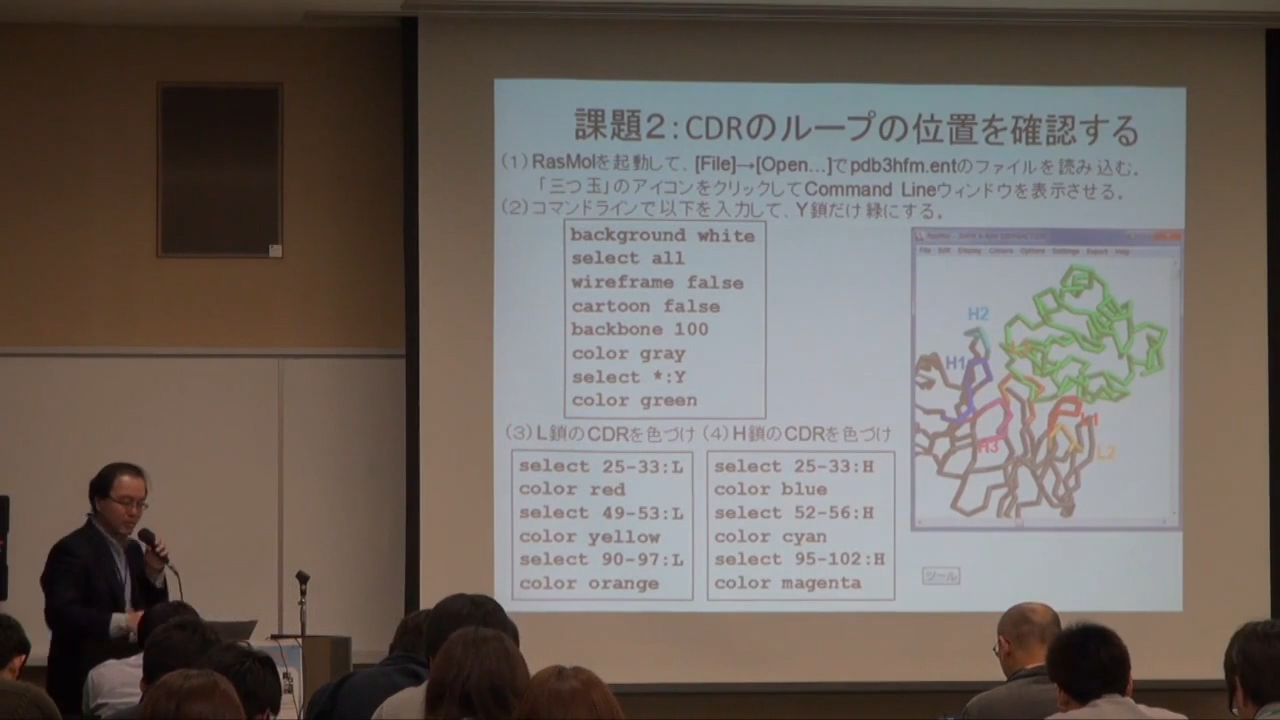 課題２：CDRのループの位置を確認する
（１）RasMolを起動して、[File]→[Open…]でpdb3hfm.entのファイルを読み込む。
「三つ玉」のアイコンをクリックしてCommand Lineウィンドウを表示させる。
（２）コマンドラインで以下を入力して、Y鎖だけ緑にする。
background white
select all
wireframe false
cartoon false
backbone 100
color gray
select *:Y
color green
File Edit Display Colours Options Settings Export Help
H2
H1
H3
L1
L2
（３）L鎖のCDRを色づけ
select 25-33:L
color red
select 49-53:L
color yellow
select 90-97:L
color orange
（４）H鎖のCDRを色づけ
select 25-33:H
color blue
select 52-56:H
color cyan
select 95-102:H
color magenta
ツール